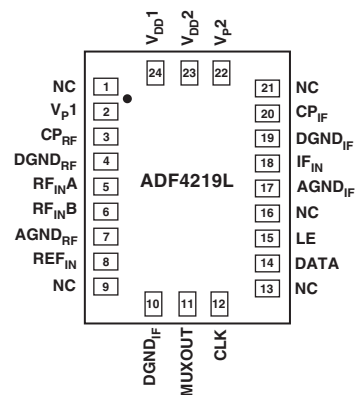 VDD1
VDD2
VP2
24
23
22
NC 1
VP1 2
CPRF 3
DGNDRF 4
RFINA 5
RFINB 6
AGNDRF 7
REFIN 8
NC 9
ADF4219L
21 NC
20 CPIF
19 DGNDIF
18 IFIN
17 AGNDIF
16 NC
15 LE
14 DATA
13 NC
10
11
12
DGNDIF
MUXOUT
CLK